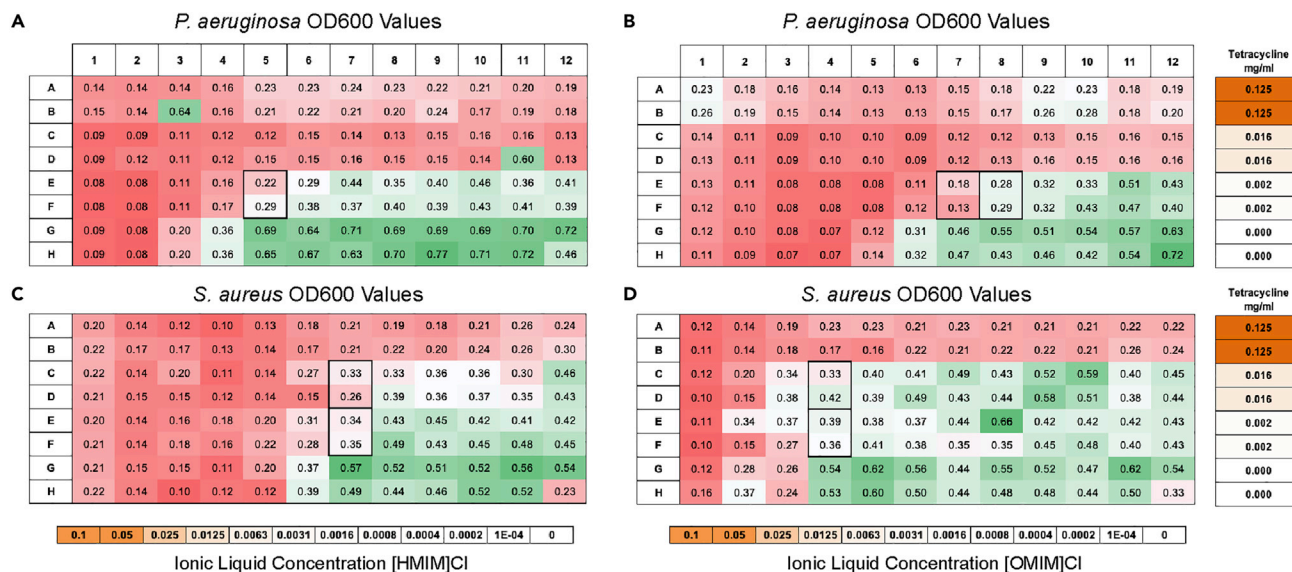 A P. aeruginosa OD600 Values
1 2 3 4 5 6 7 8 9 10 11 12
A 0.14 0.14 0.14 0.16 0.23 0.23 0.24 0.23 0.22 0.21 0.20 0.19
B 0.15 0.14 0.64 0.16 0.21 0.22 0.21 0.20 0.24 0.17 0.19 0.18
C 0.09 0.09 0.11 0.12 0.12 0.15 0.14 0.13 0.15 0.16 0.16 0.13
D 0.09 0.12 0.11 0.12 0.15 0.15 0.16 0.15 0.15 0.14 0.60 0.13
E 0.08 0.08 0.11 0.16 0.22 0.29 0.44 0.35 0.40 0.46 0.36 0.41
F 0.08 0.08 0.11 0.17 0.29 0.38 0.37 0.40 0.39 0.43 0.41 0.39
G 0.09 0.08 0.20 0.36 0.69 0.64 0.71 0.69 0.69 0.69 0.70 0.72
H 0.09 0.08 0.20 0.36 0.65 0.67 0.63 0.70 0.77 0.71 0.72 0.46
B P. aeruginosa OD600 Values
1 2 3 4 5 6 7 8 9 10 11 12
A 0.23 0.18 0.16 0.14 0.13 0.13 0.15 0.18 0.22 0.23 0.18 0.19
B 0.26 0.19 0.15 0.14 0.13 0.13 0.15 0.17 0.26 0.28 0.18 0.20
C 0.14 0.11 0.09 0.10 0.10 0.09 0.12 0.12 0.13 0.15 0.16 0.15
D 0.13 0.11 0.09 0.10 0.10 0.09 0.12 0.13 0.16 0.15 0.16 0.16
E 0.13 0.11 0.08 0.08 0.08 0.11 0.18 0.28 0.32 0.33 0.51 0.43
F 0.12 0.10 0.08 0.08 0.08 0.12 0.13 0.29 0.32 0.43 0.47 0.40
G 0.12 0.10 0.08 0.07 0.12 0.31 0.46 0.55 0.51 0.54 0.57 0.63
H 0.11 0.09 0.07 0.07 0.14 0.32 0.47 0.43 0.46 0.42 0.54 0.72
Tetracycline
mg/ml
0.125
0.125
0.016
0.016
0.002
0.002
0.000
0.000
C S. aureus OD600 Values
A 0.20 0.14 0.12 0.10 0.13 0.18 0.21 0.19 0.18 0.21 0.26 0.24
B 0.22 0.17 0.17 0.13 0.14 0.17 0.21 0.22 0.20 0.24 0.26 0.30
C 0.22 0.14 0.20 0.11 0.14 0.27 0.33 0.33 0.36 0.36 0.30 0.46
D 0.21 0.15 0.15 0.12 0.14 0.15 0.26 0.39 0.36 0.37 0.35 0.43
E 0.20 0.14 0.16 0.18 0.20 0.31 0.34 0.43 0.45 0.42 0.41 0.42
F 0.21 0.14 0.18 0.16 0.22 0.28 0.35 0.49 0.43 0.45 0.48 0.45
G 0.21 0.15 0.15 0.11 0.20 0.37 0.57 0.52 0.51 0.52 0.56 0.54
H 0.22 0.14 0.10 0.12 0.12 0.39 0.49 0.44 0.46 0.52 0.52 0.23
0.1 0.05 0.025 0.0125 0.0063 0.0031 0.0016 0.0008 0.0004 0.0002 1E-04 0
Ionic Liquid Concentration [HMIM]Cl
D S. aureus OD600 Values
A 0.12 0.14 0.19 0.23 0.23 0.21 0.23 0.21 0.21 0.21 0.22 0.22
B 0.11 0.14 0.18 0.17 0.16 0.22 0.21 0.22 0.22 0.21 0.26 0.24
C 0.12 0.20 0.34 0.33 0.40 0.41 0.49 0.43 0.52 0.59 0.40 0.45
D 0.10 0.15 0.38 0.42 0.39 0.49 0.43 0.44 0.58 0.51 0.38 0.44
E 0.11 0.34 0.37 0.39 0.38 0.37 0.44 0.66 0.42 0.40 0.42 0.42
F 0.10 0.15 0.27 0.36 0.41 0.38 0.35 0.35 0.45 0.48 0.40 0.43
G 0.12 0.28 0.26 0.54 0.62 0.56 0.44 0.55 0.52 0.47 0.62 0.54
H 0.16 0.37 0.24 0.53 0.60 0.50 0.44 0.48 0.48 0.44 0.50 0.33
0.1 0.05 0.025 0.0125 0.0063 0.0031 0.0016 0.0008 0.0004 0.0002 1E-04 0
Ionic Liquid Concentration [OMIM]Cl
Tetracycline
mg/ml
0.125
0.125
0.016
0.016
0.002
0.002
0.000
0.000